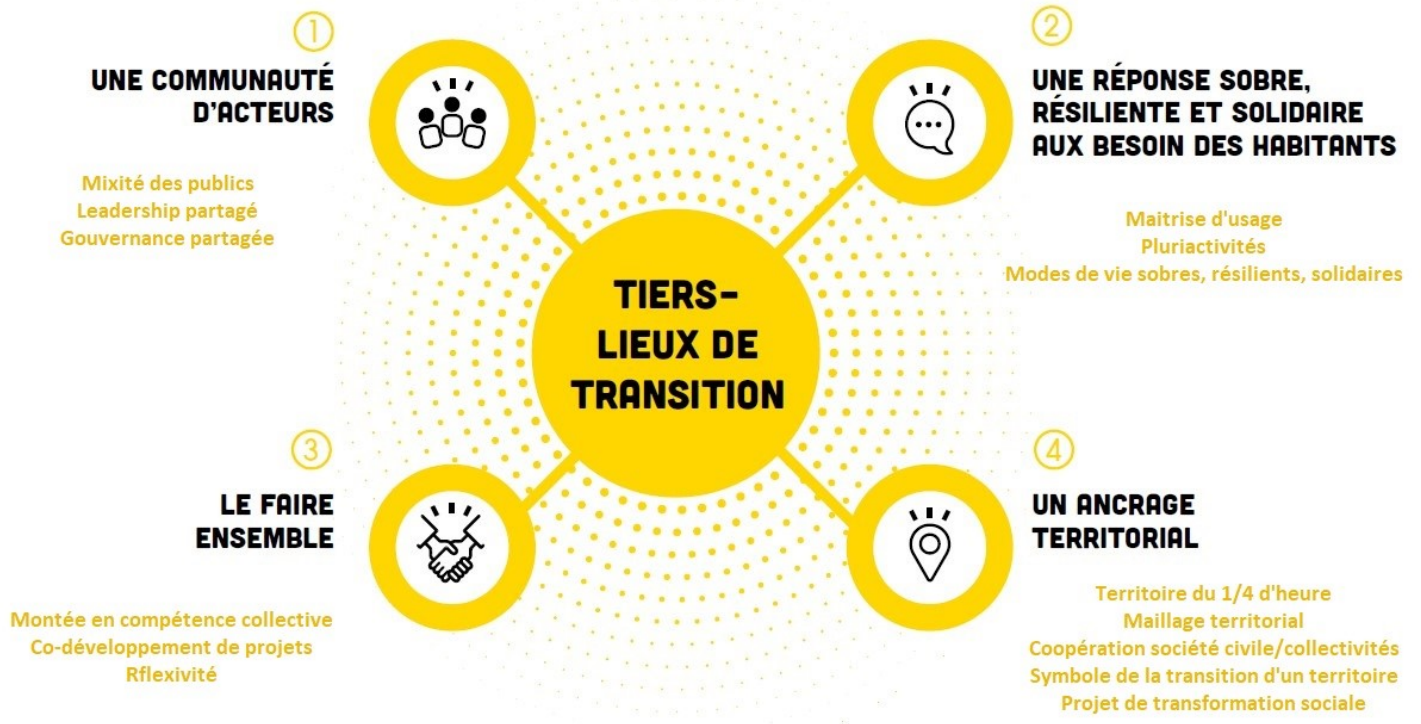 ①
UNE COMMUNAUTÉ
D'ACTEURS
Mixité des publics
Leadership partagé
Gouvernance partagée
②
UNE RÉPONSE SOBRE,
RÉSILIENTE ET SOLIDAIRE
AUX BESOIN DES HABITANTS
Maitrise d'usage
Pluriactivités
Modes de vie sobres, résilients, solidaires
TIERS-
LIEUX DE
TRANSITION
③
LE FAIRE
ENSEMBLE
Montée en compétence collective
Co-développement de projets
Rflexivité
④
UN ANCRAGE
TERRITORIAL
Territoire du 1/4 d'heure
Maillage territorial
Coopération société civile/collectivités
Symbole de la transition d'un territoire
Projet de transformation sociale